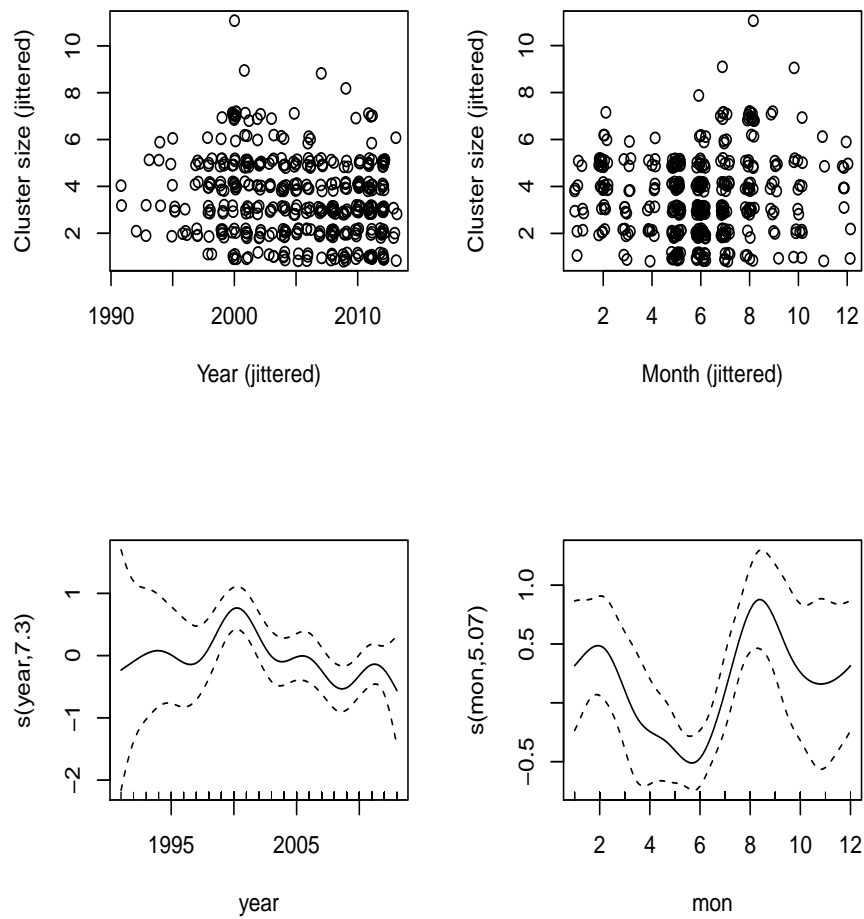 Cluster size (jittered)
2 4 6 8 10
1990 2000 2010
Year (jittered)
Cluster size (jittered)
2 4 6 8 10
2 4 6 8 10 12
Month (jittered)
s(year,7.3)
−2 −1 0 1
1995 2005
year
s(mon,5.07)
−0.5 0.5 1.0
2 4 6 8 10 12
mon